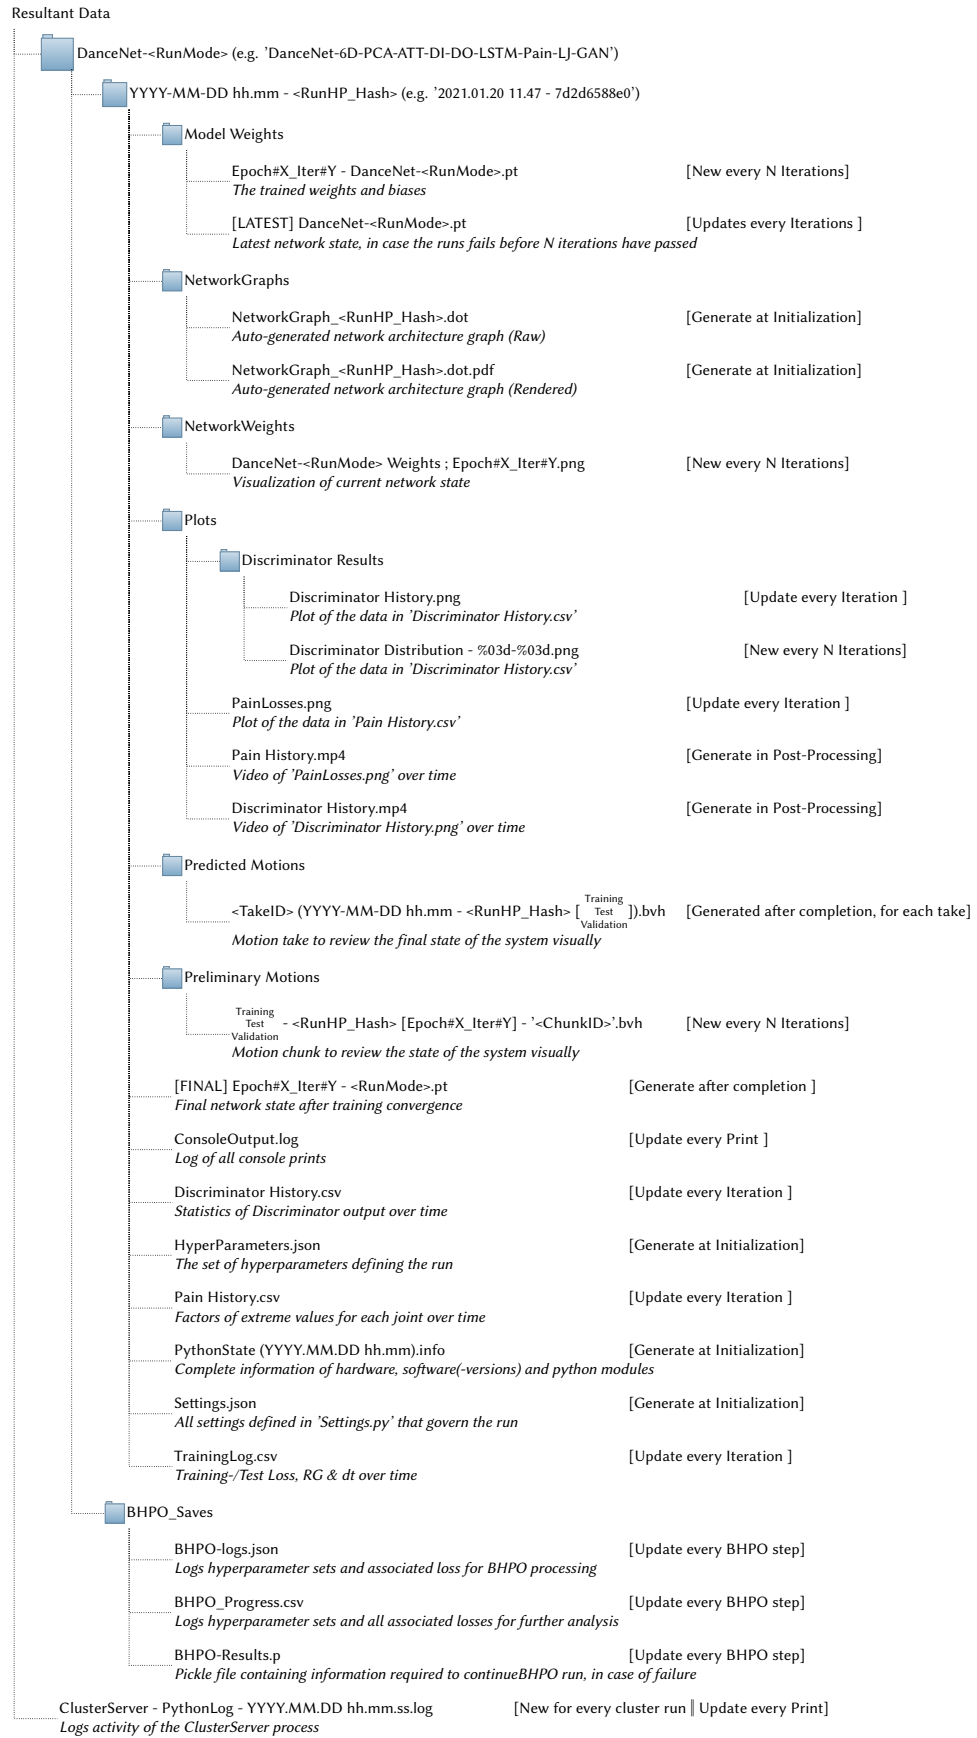 Resultant Data
DanceNet-<RunMode> (e.g. 'DanceNet-6D-PCA-ATT-DI-DO-LSTM-Pain-LJ-GAN')
YYYY-MM-DD hh.mm - <RunHP_Hash> (e.g. '2021.01.20 11.47 - 7d2d6588e0')
Model Weights
Epoch#X_Iter#Y - DanceNet-<RunMode>.pt [New every N Iterations]
The trained weights and biases
[LATEST] DanceNet-<RunMode>.pt [Updates every Iterations ]
Latest network state, in case the runs fails before N iterations have passed
NetworkGraphs
NetworkGraph_<RunHP_Hash>.dot [Generate at Initialization]
Auto-generated network architecture graph (Raw)
NetworkGraph_<RunHP_Hash>.dot.pdf [Generate at Initialization]
Auto-generated network architecture graph (Rendered)
NetworkWeights
DanceNet-<RunMode> Weights ; Epoch#X_Iter#Y.png [New every N Iterations]
Visualization of current network state
Plots
Discriminator Results
Discriminator History.png [Update every Iteration ]
Plot of the data in 'Discriminator History.csv'
Discriminator Distribution - %03d-%03d.png [New every N Iterations]
Plot of the data in 'Discriminator History.csv'
PainLosses.png [Update every Iteration ]
Plot of the data in 'Pain History.csv'
Pain History.mp4 [Generate in Post-Processing]
Video of 'PainLosses.png' over time
Discriminator History.mp4 [Generate in Post-Processing]
Video of 'Discriminator History.png' over time
Predicted Motions
Training
<TakeID> (YYYY-MM-DD hh.mm - <RunHP_Hash> [ Test ]).bvh [Generated after completion, for each take]
Validation
Motion take to review the final state of the system visually
Preliminary Motions
Training
Test - <RunHP_Hash> [Epoch#X_Iter#Y] - '<ChunkID>'.bvh [New every N Iterations]
Validation
Motion chunk to review the state of the system visually
[FINAL] Epoch#X_Iter#Y - <RunMode>.pt [Generate after completion ]
Final network state after training convergence
ConsoleOutput.log [Update every Print ]
Log of all console prints
Discriminator History.csv [Update every Iteration ]
Statistics of Discriminator output over time
HyperParameters.json [Generate at Initialization]
The set of hyperparameters defining the run
Pain History.csv [Update every Iteration ]
Factors of extreme values for each joint over time
PythonState (YYYY.MM.DD hh.mm).info [Generate at Initialization]
Complete information of hardware, software(-versions) and python modules
Settings.json [Generate at Initialization]
All settings defined in 'Settings.py' that govern the run
TrainingLog.csv [Update every Iteration ]
Training-/Test Loss, RG & dt over time
BHPO_Saves
BHPO-logs.json [Update every BHPO step]
Logs hyperparameter sets and associated loss for BHPO processing
BHPO_Progress.csv [Update every BHPO step]
Logs hyperparameter sets and all associated losses for further analysis
BHPO-Results.p [Update every BHPO step]
Pickle file containing information required to continueBHPO run, in case of failure
ClusterServer - PythonLog - YYYY.MM.DD hh.mm.ss.log [New for every cluster run ∥ Update every Print]
Logs activity of the ClusterServer process